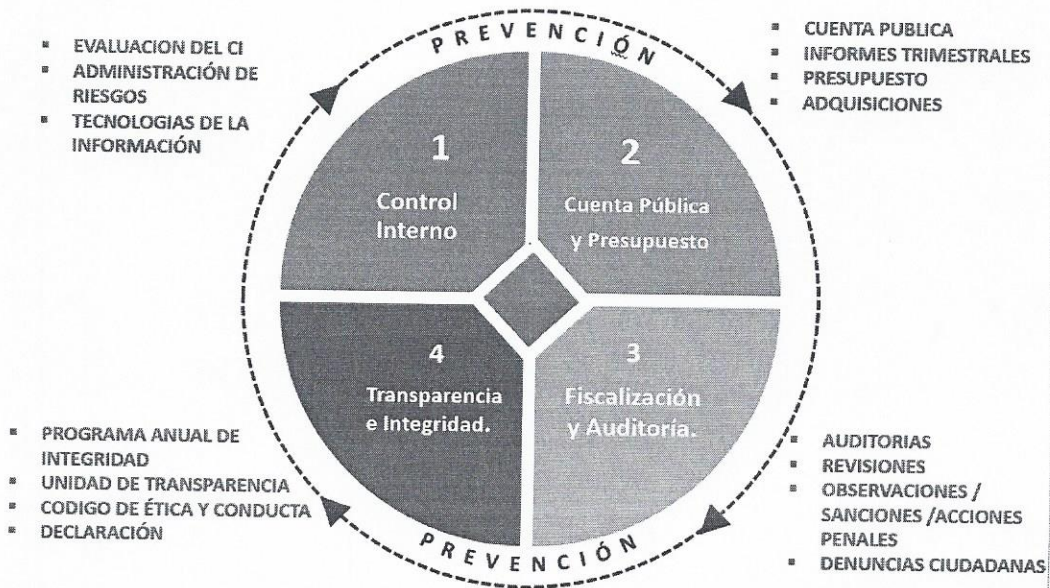 PREVENCIÓN
▪ EVALUACION DEL CI
▪ ADMINISTRACIÓN DE
RIESGOS
▪ TECNOLOGIAS DE LA
INFORMACIÓN
▪ CUENTA PUBLICA
▪ INFORMES TRIMESTRALES
▪ PRESUPUESTO
▪ ADQUISICIONES
1
Control
Interno
2
Cuenta Pública
y Presupuesto
4
Transparencia
e Integridad.
3
Fiscalización
y Auditoría.
▪ PROGRAMA ANUAL DE
INTEGRIDAD
▪ UNIDAD DE TRANSPARENCIA
▪ CODIGO DE ÉTICA Y CONDUCTA
▪ DECLARACIÓN
▪ AUDITORIAS
▪ REVISIONES
▪ OBSERVACIONES /
SANCIONES /ACCIONES
PENALES
▪ DENUNCIAS CIUDADANAS
PREVENCIÓN